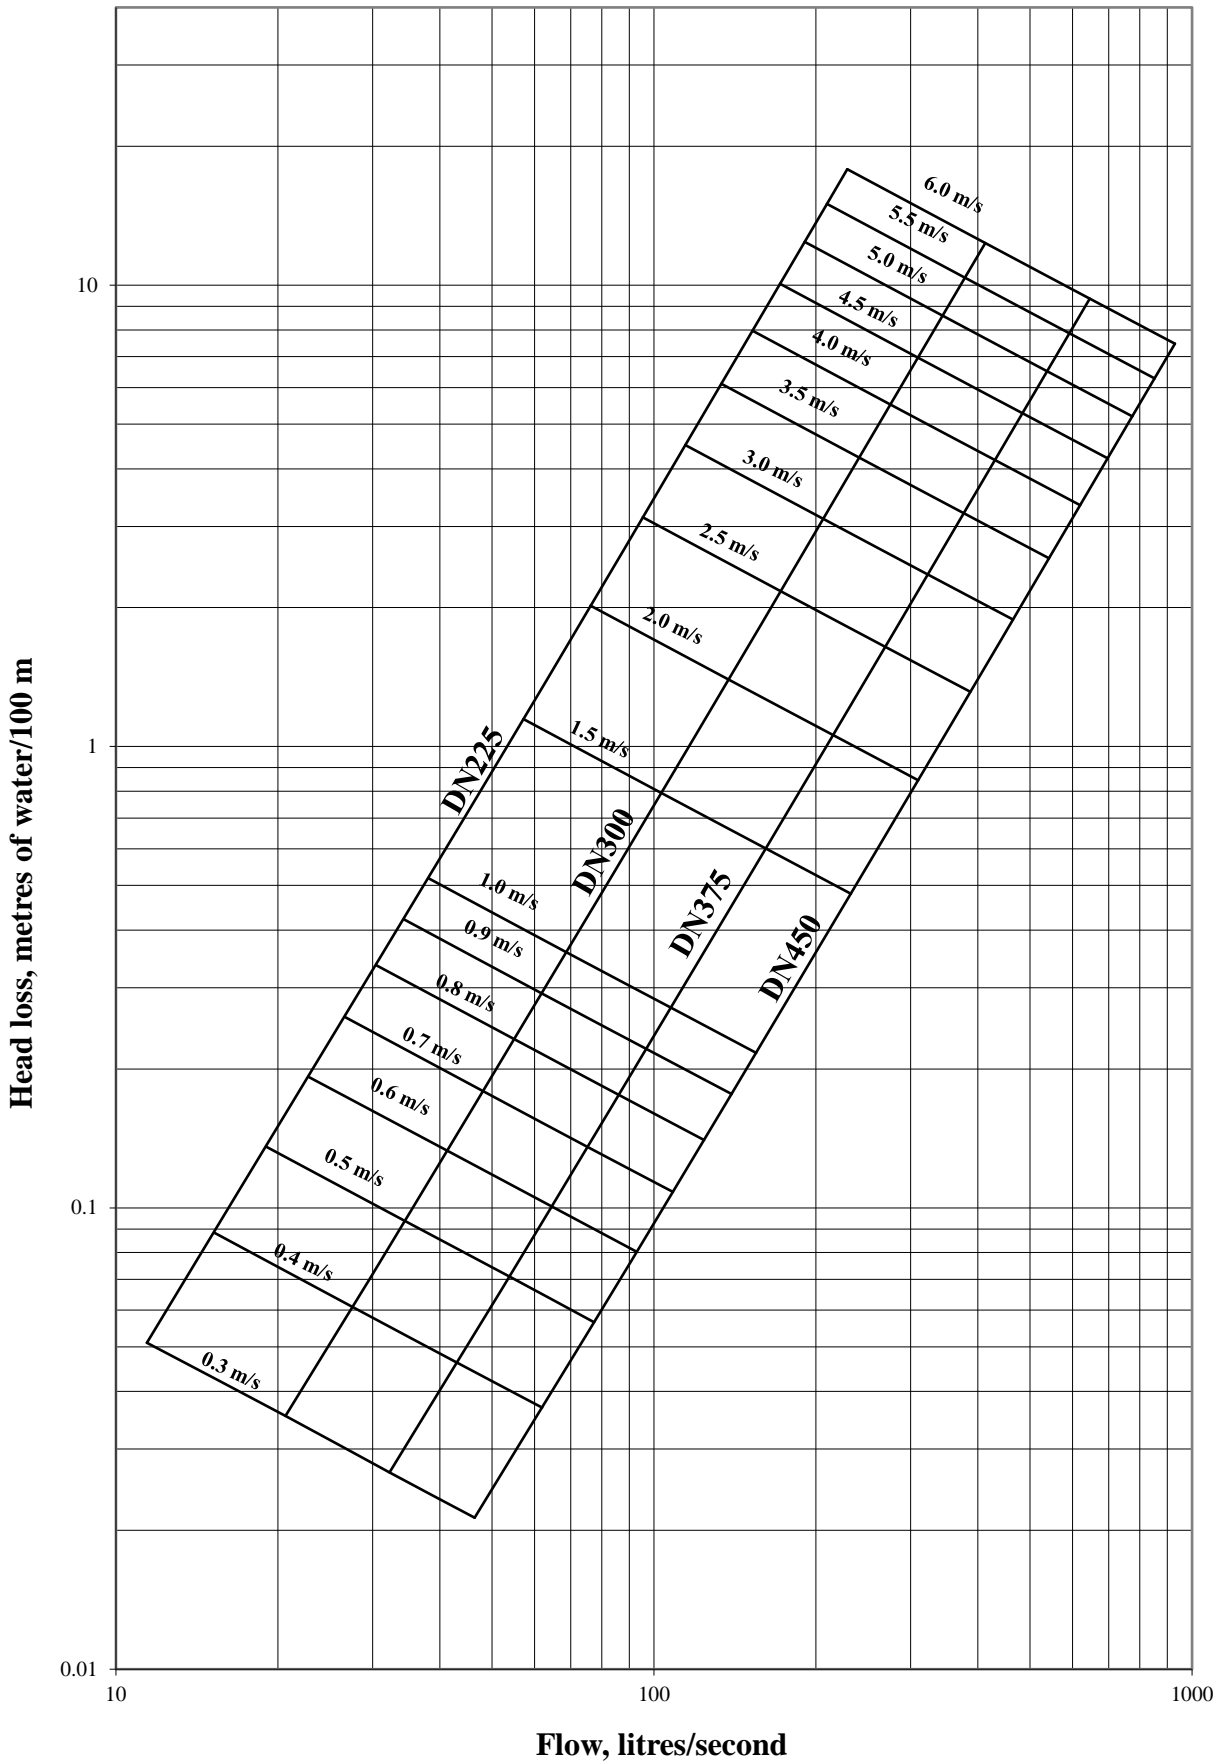 6.0 m/s
5.5 m/s
5.0 m/s
10
4.5 m/s
4.0 m/s
3.5 m/s
3.0 m/s
2.5 m/s
2.0 m/s
Head loss, metres of water/100 m
1.5 m/s
1
DN225
DN300
1.0 m/s
DN375
0.9 m/s
DN450
0.8 m/s
0.7 m/s
0.6 m/s
0.5 m/s
0.1
0.4 m/s
0.3 m/s
0.01
10
100
1000
Flow, litres/second